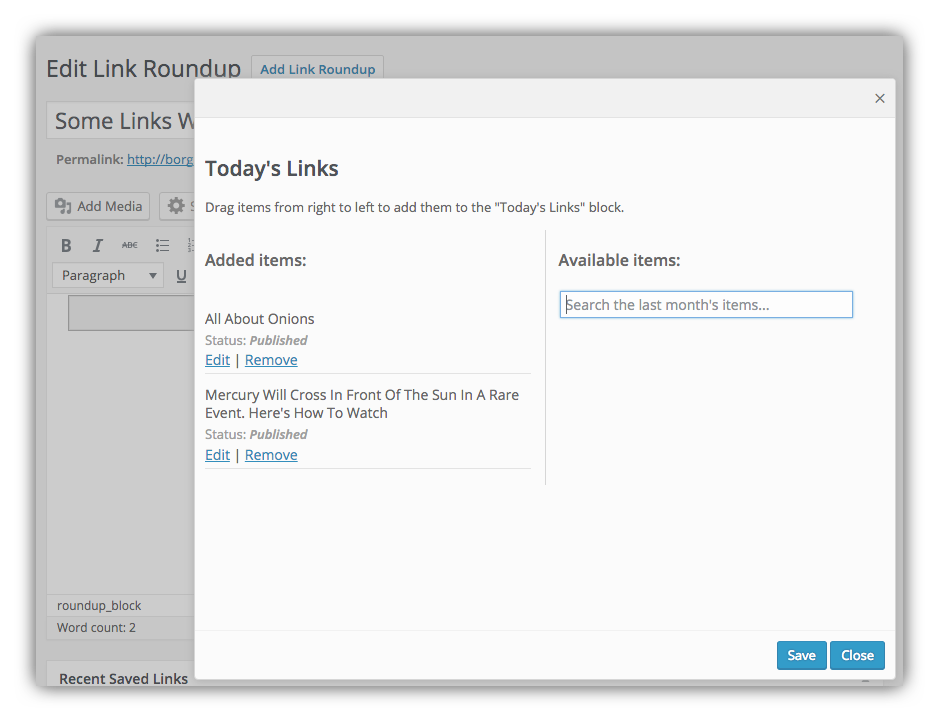 Edit Link Roundup
Add Link Roundup
Some Links W
Permalink: http://borg
Add Media
B I ABC
Paragraph U
roundup_block
Word count: 2
Recent Saved Links
×
Today's Links
Drag items from right to left to add them to the "Today's Links" block.
Added items:
All About Onions
Status: Published
Edit | Remove
Mercury Will Cross In Front Of The Sun In A Rare
Event. Here's How To Watch
Status: Published
Edit | Remove
Available items:
Search the last month's items...
Save Close